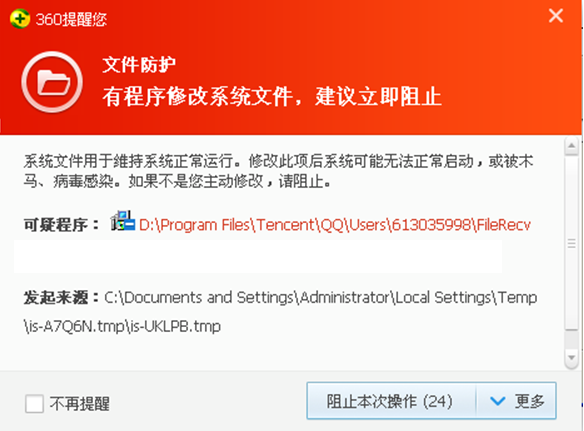 360提醒您
文件防护
有程序修改系统文件，建议立即阻止
系统文件用于维持系统正常运行。修改此项后系统可能无法正常启动，或被木
马、病毒感染。如果不是您主动修改，请阻止。
可疑程序：D:\Program Files\Tencent\QQ\Users\613035998\FileRecv
发起来源：C:\Documents and Settings\Administrator\Local Settings\Temp
\is-A7Q6N.tmp\is-UKLPB.tmp
不再提醒
阻止本次操作 (24)
更多